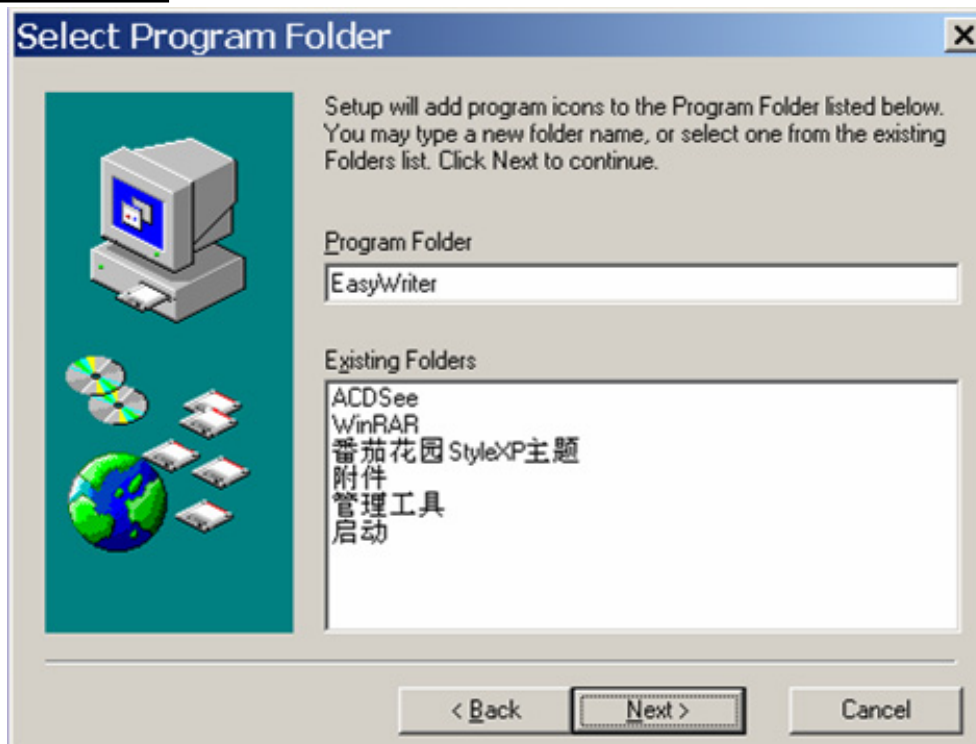 Select Program Folder
Setup will add program icons to the Program Folder listed below.
You may type a new folder name, or select one from the existing
Folders list. Click Next to continue.
Program Folder
EasyWriter
Existing Folders
ACDSee
WinRAR
番茄花园 StyleXP主题
附件
管理工具
启动
< Back
Next >
Cancel